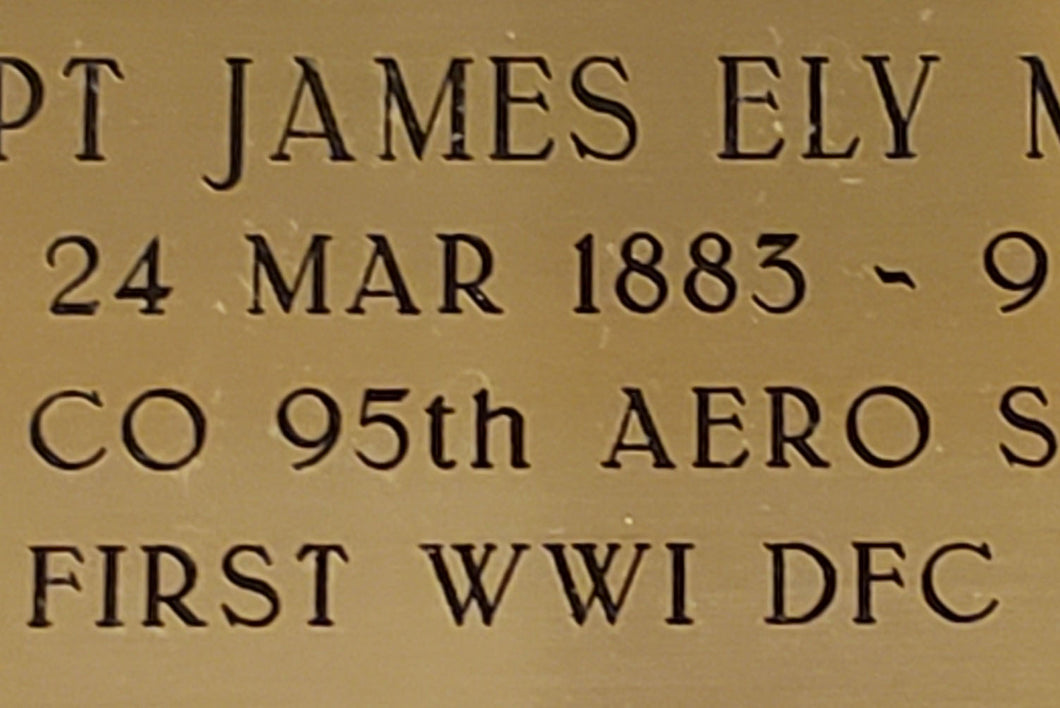 PT JAMES ELY M
24 MAR 1883 ~ 9
CO 95th AERO S
FIRST WWI DFC